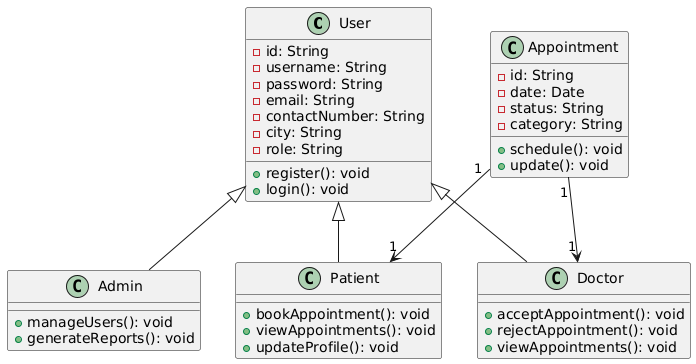 C User
id: String
username: String
password: String
email: String
contactNumber: String
city: String
role: String
register(): void
login(): void
C Appointment
id: String
date: Date
status: String
category: String
schedule(): void
update(): void
1
1
1
1
C Admin
manageUsers(): void
generateReports(): void
C Patient
bookAppointment(): void
viewAppointments(): void
updateProfile(): void
C Doctor
acceptAppointment(): void
rejectAppointment(): void
viewAppointments(): void